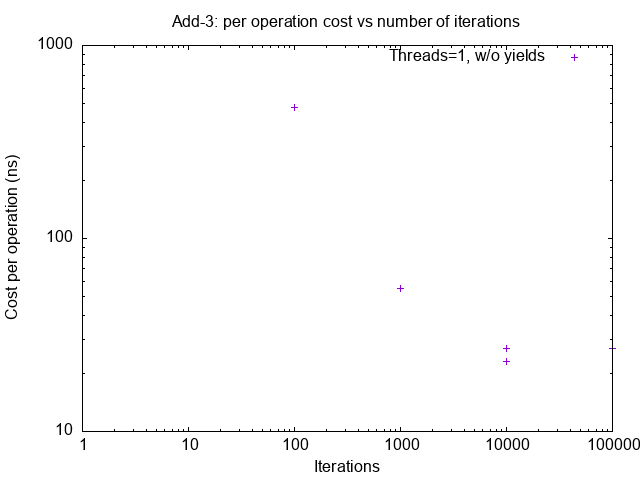 Add-3: per operation cost vs number of iterations
1000
Threads=1, w/o yields
100
Cost per operation (ns)
10
1 10 100 1000 10000 100000
Iterations